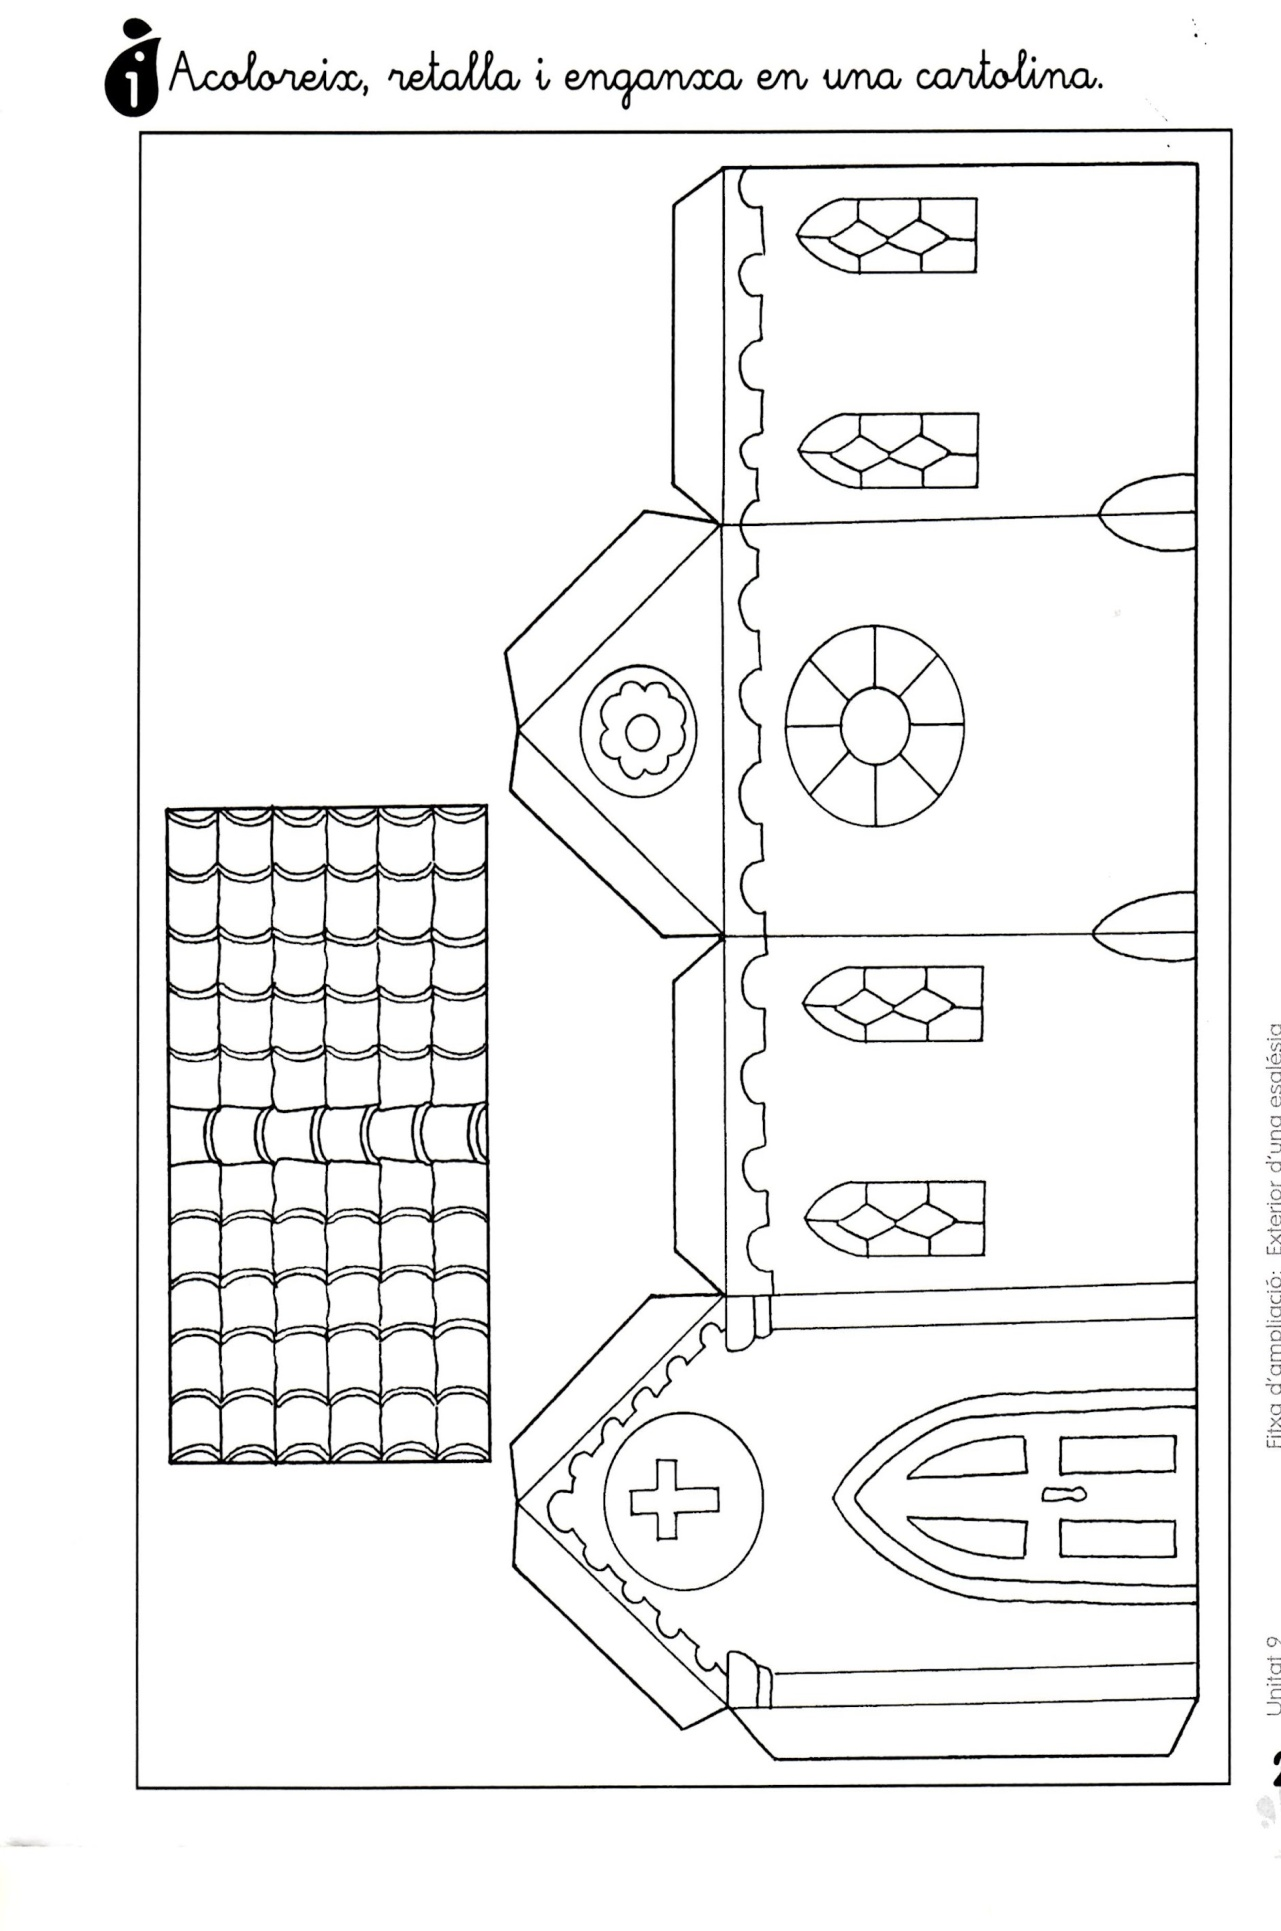 i
Acoloreix, retalla i enganxa en una cartolina.
Unitat 9
Fitxa d'ampliació: Exterior d'una església